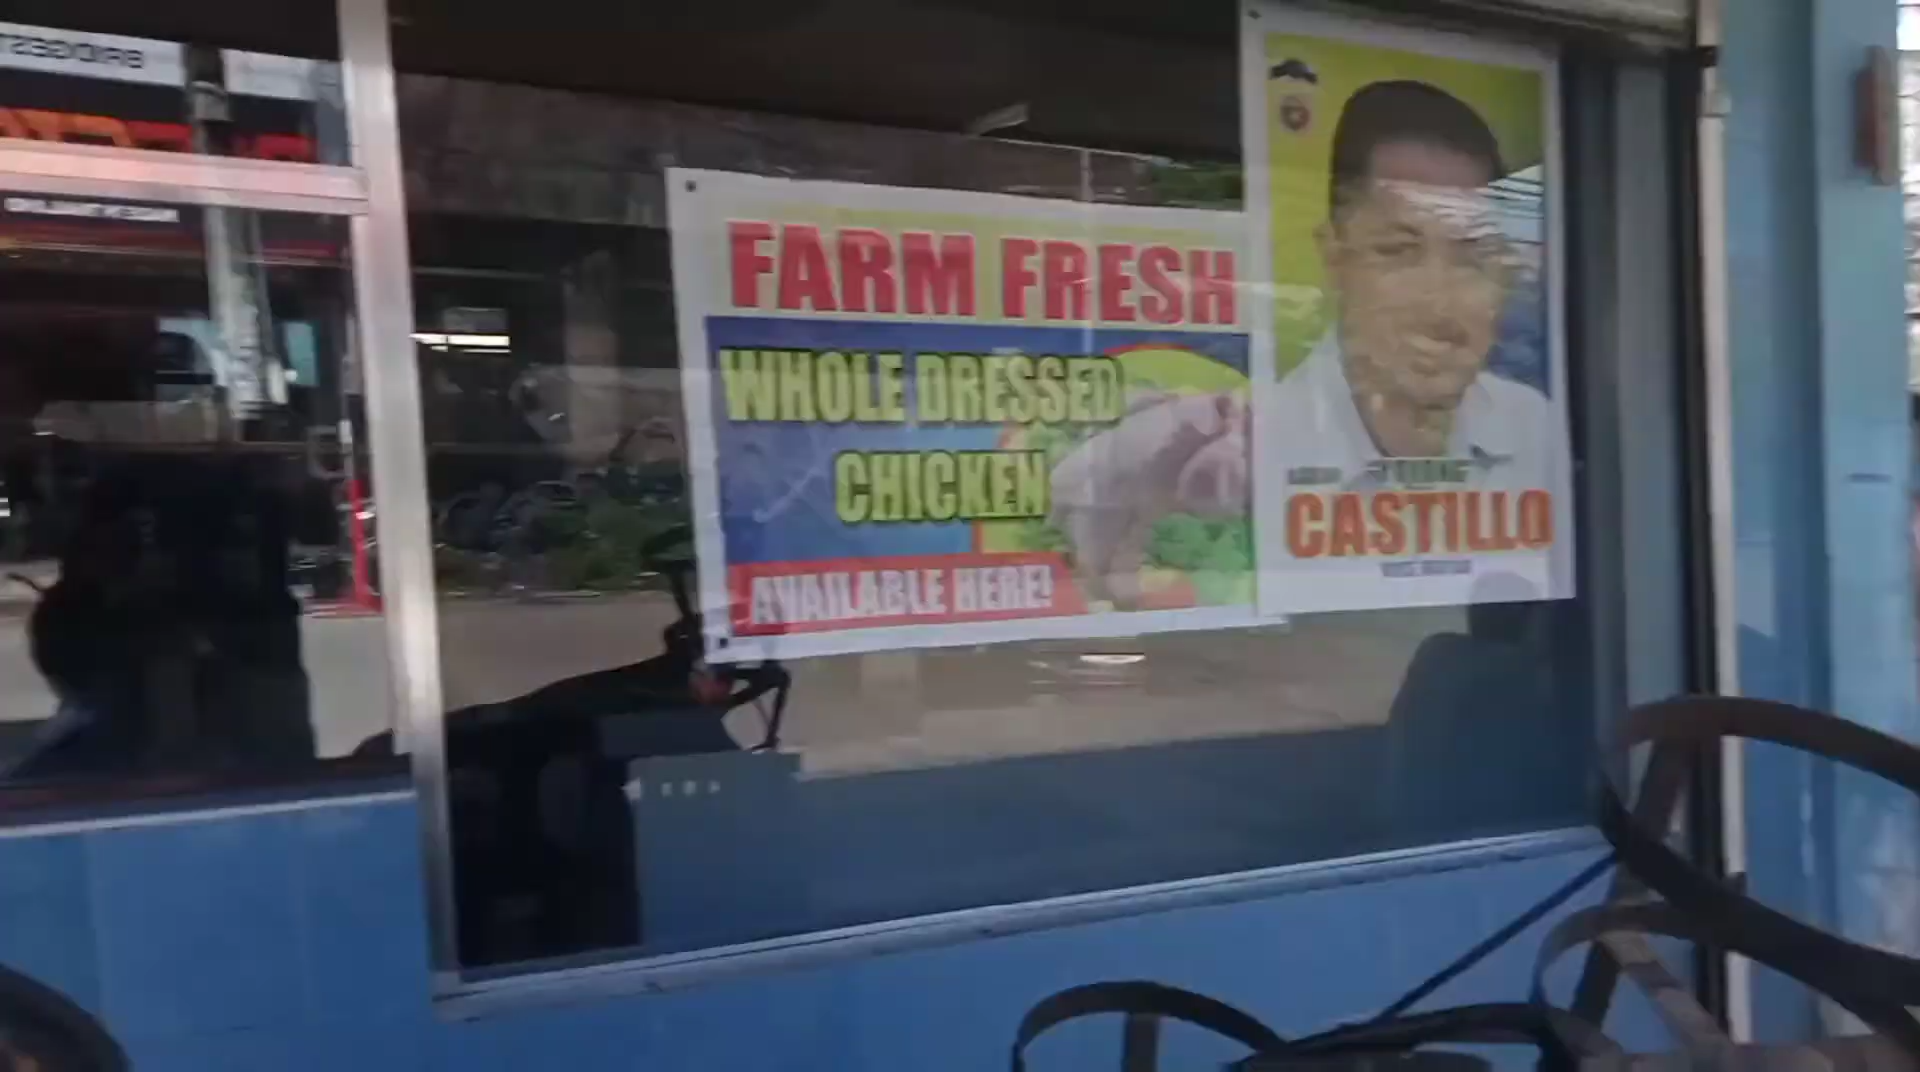 FARM FRESH
WHOLE DRESSED
CHICKEN
AVAILABLE HERE!
CASTILLO